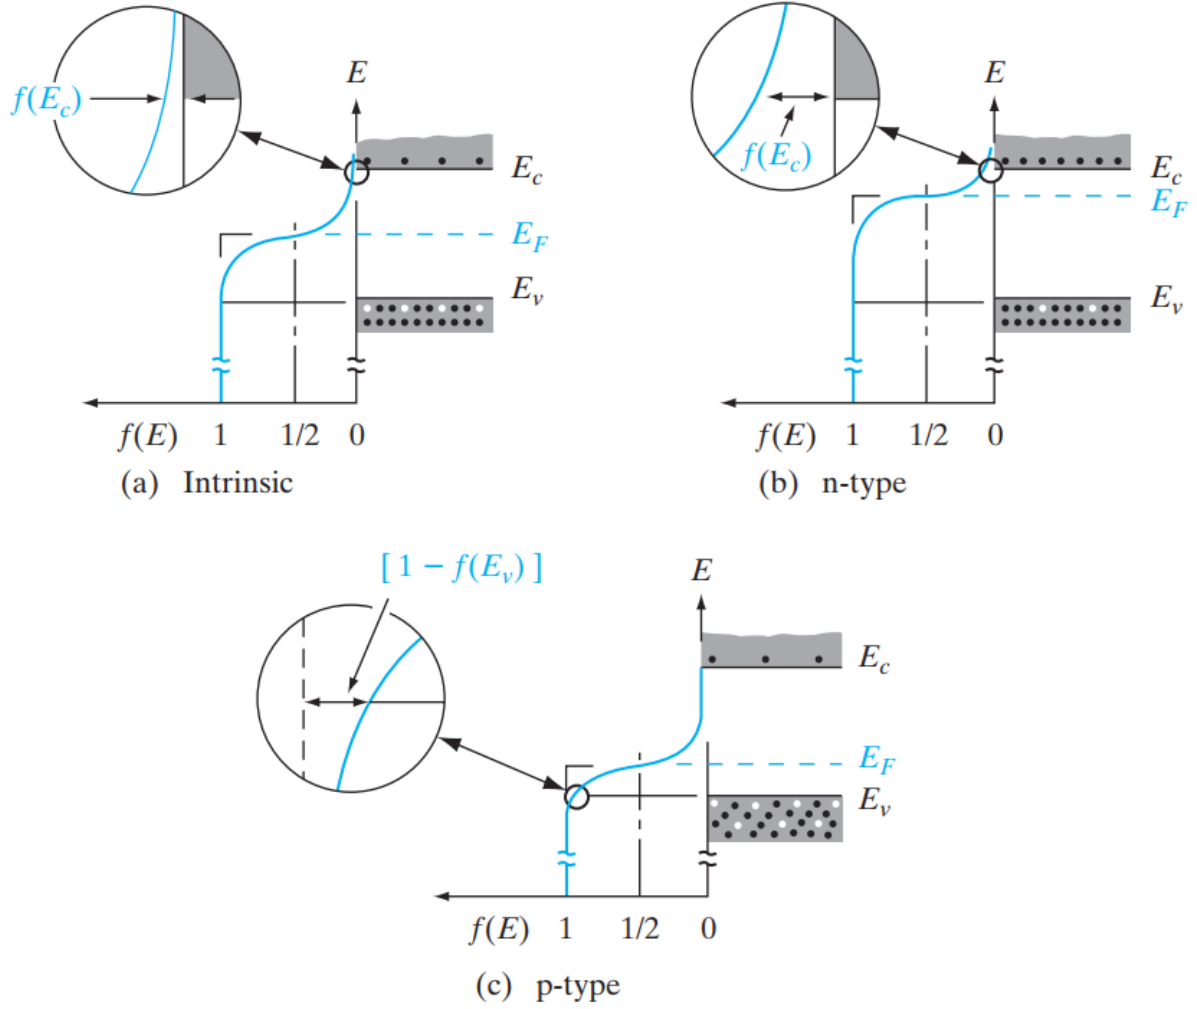 E
f(E_c)
E_c
E_F
E_v
f(E) 1 1/2 0
(a) Intrinsic
E
f(E_c)
E_c
E_F
E_v
f(E) 1 1/2 0
(b) n-type
[ 1 − f(E_v) ]
E
E_c
E_F
E_v
f(E) 1 1/2 0
(c) p-type